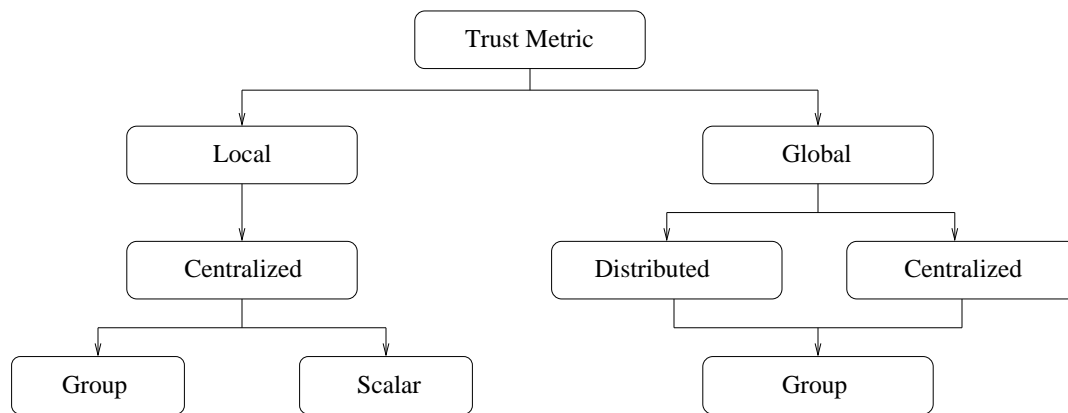 Trust Metric
Local
Global
Centralized
Distributed
Centralized
Group
Scalar
Group